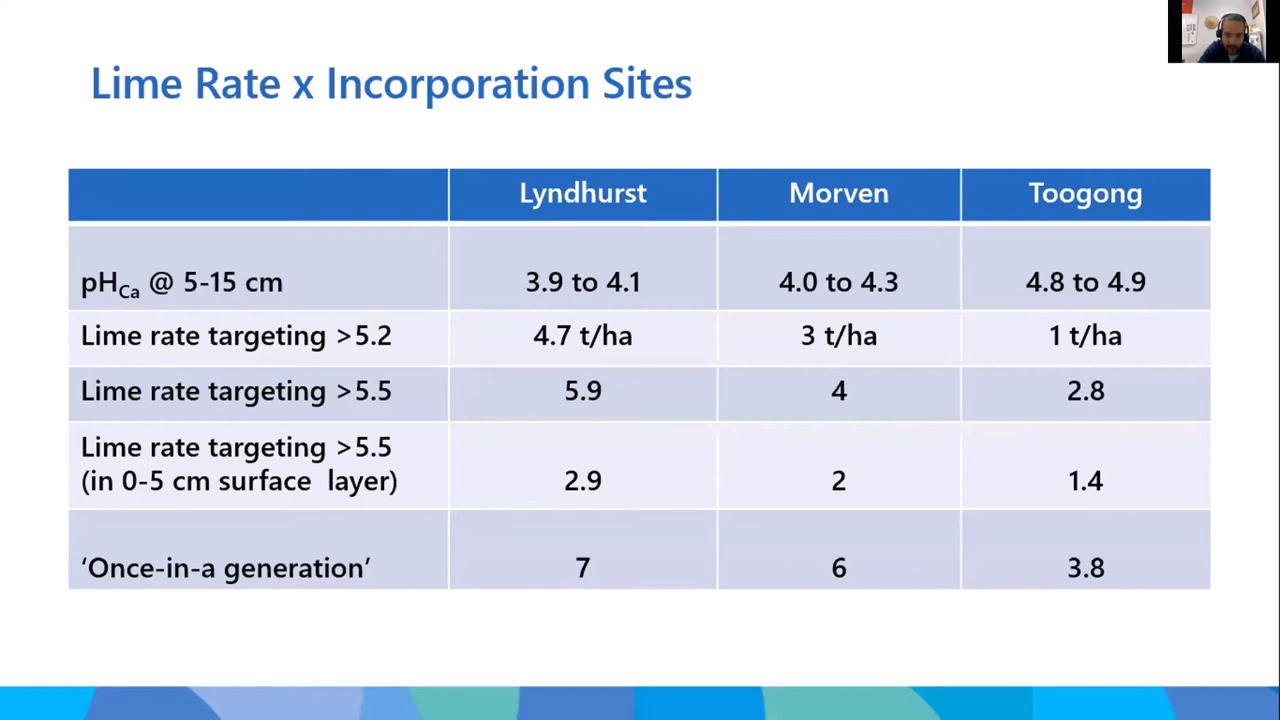 Lime Rate x Incorporation Sites
Lyndhurst Morven Toogong
pHCa @ 5-15 cm 3.9 to 4.1 4.0 to 4.3 4.8 to 4.9
Lime rate targeting >5.2 4.7 t/ha 3 t/ha 1 t/ha
Lime rate targeting >5.5 5.9 4 2.8
Lime rate targeting >5.5
(in 0-5 cm surface layer) 2.9 2 1.4
‘Once-in-a generation’ 7 6 3.8